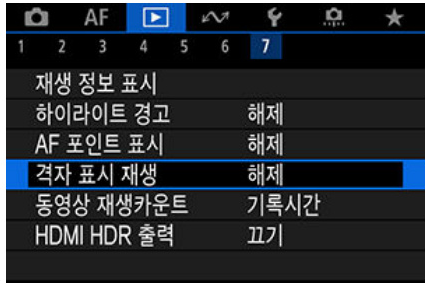 AF
1 2 3 4 5 6 7
재생 정보 표시
하이라이트 경고 해제
AF 포인트 표시 해제
격자 표시 재생 해제
동영상 재생카운트 기록시간
HDMI HDR 출력 끄기